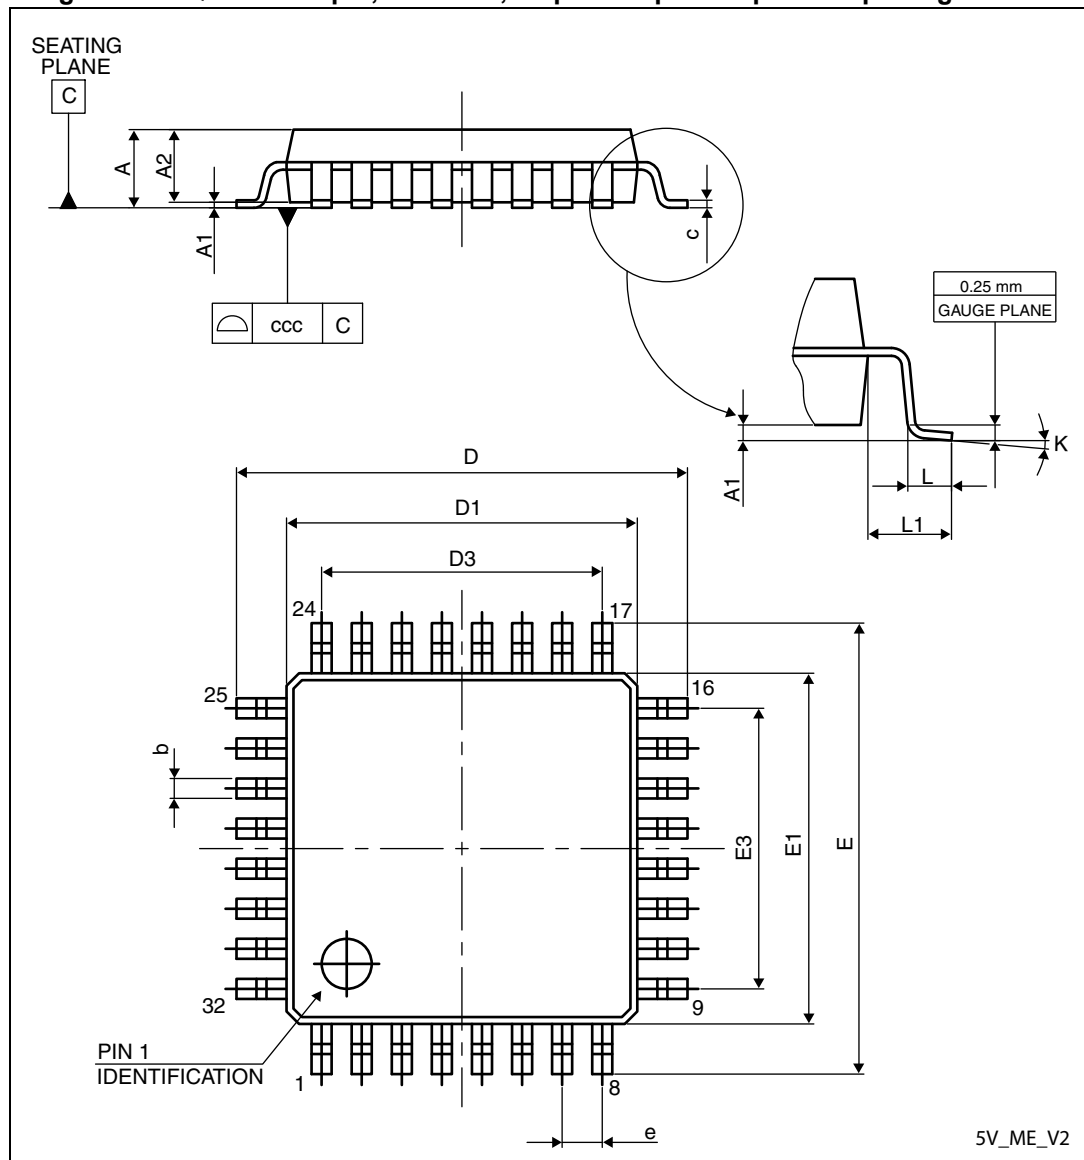 SEATING
PLANE
C
A
A2
A1
c
ccc C
0.25 mm
GAUGE PLANE
K
A1
L
L1
D
D1
D3
24
17
25
16
b
E3
E1
E
32
9
PIN 1
IDENTIFICATION
1
8
e
5V_ME_V2